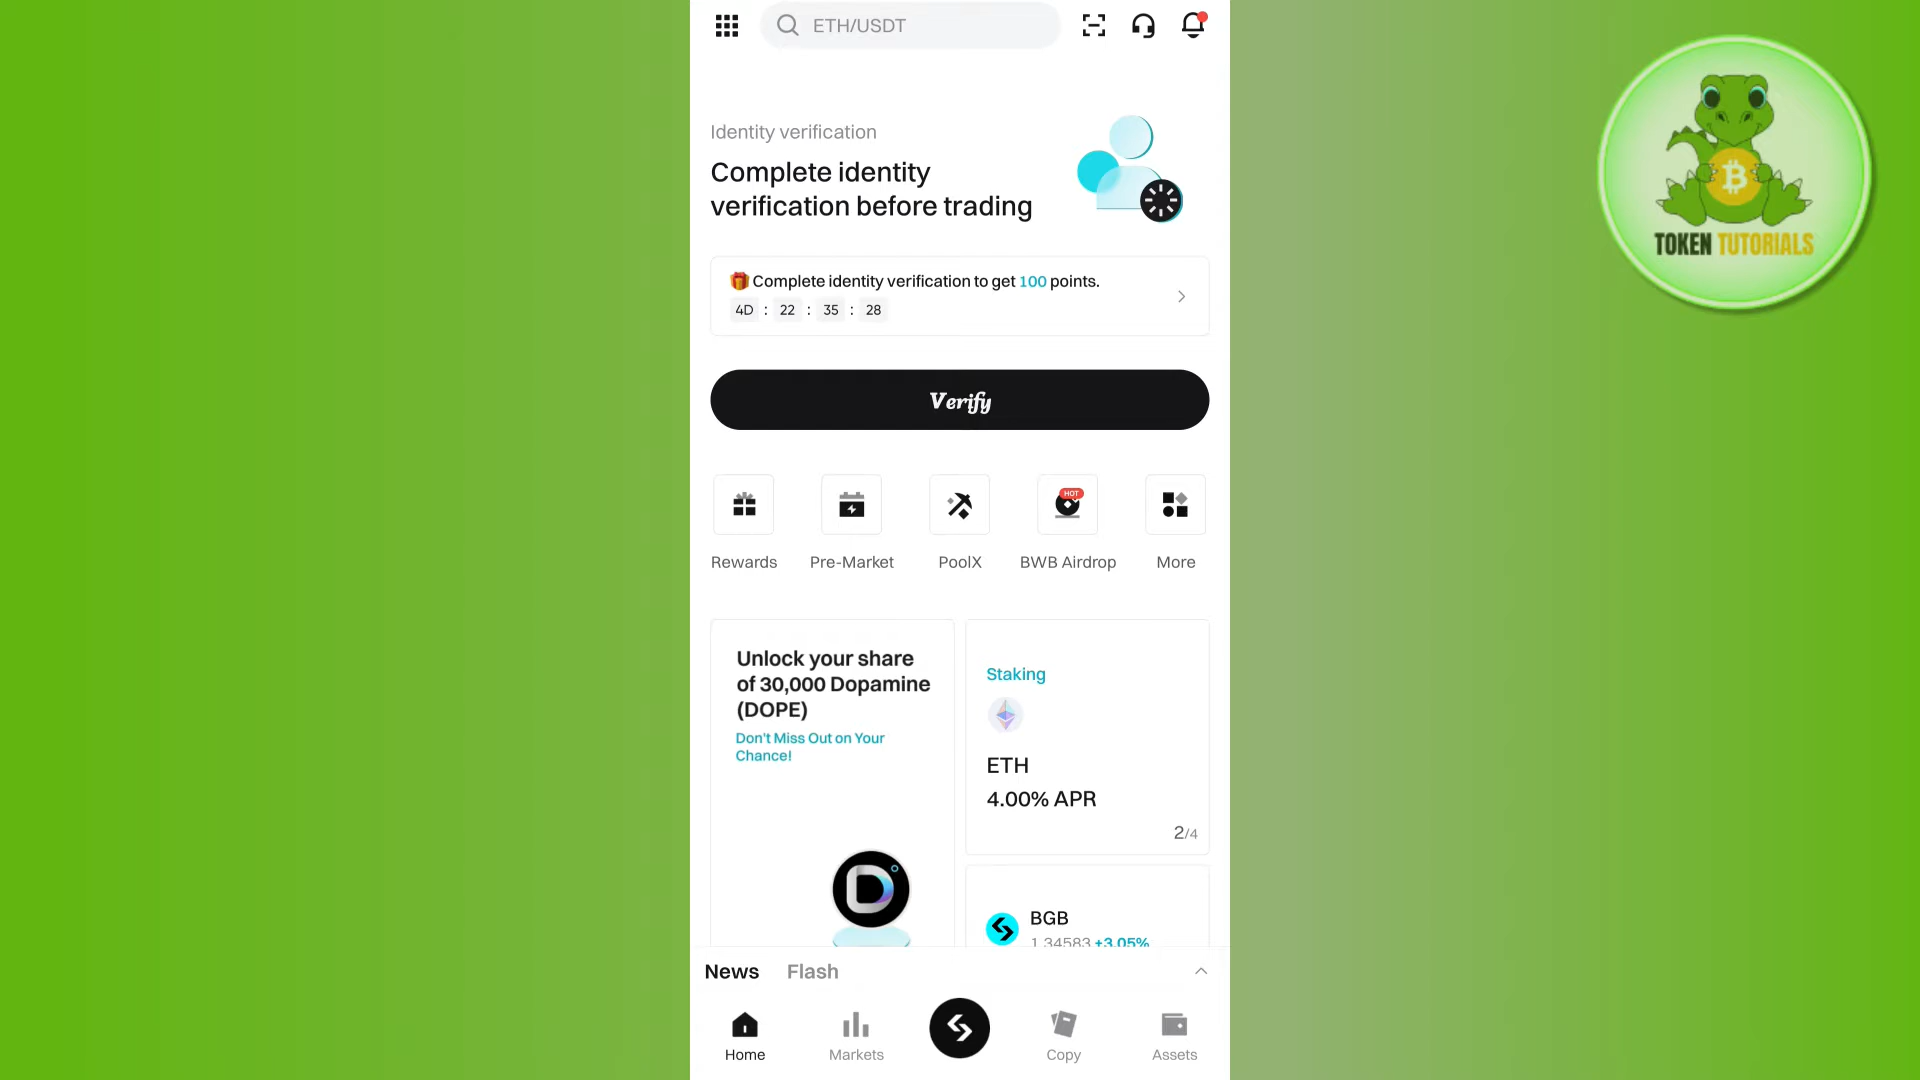 ETH/USDT
Identity verification
Complete identity
verification before trading
Complete identity verification to get 100 points.
4D : 22 : 35 : 28
Verify
HOT
Rewards
Pre-Market
PoolX
BWB Airdrop
More
Unlock your share
of 30,000 Dopamine
(DOPE)
Don't Miss Out on Your
Chance!
Staking
ETH
4.00% APR
2/4
BGB
1.34583 +3.05%
News
Flash
Home
Markets
Copy
Assets
TOKEN TUTORIALS